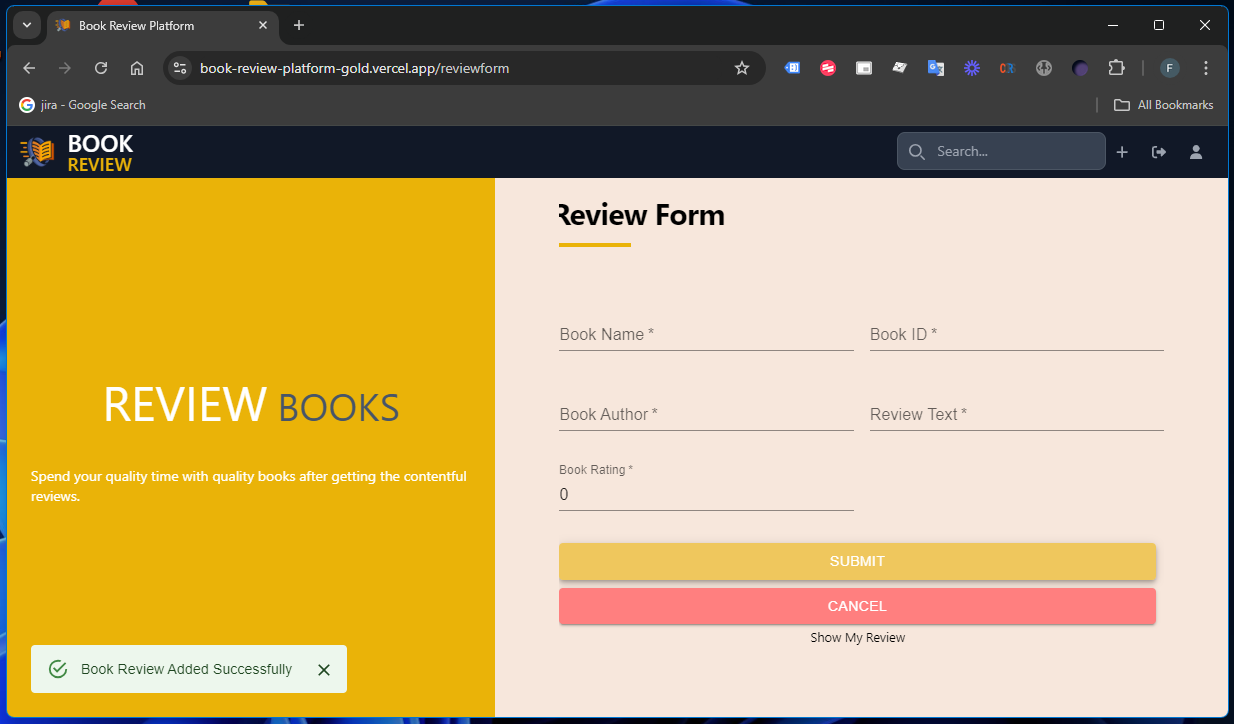 Book Review Platform
book-review-platform-gold.vercel.app/reviewform
CR
F
jira - Google Search
All Bookmarks
BOOK
REVIEW
Search...
Review Form
Book Name *
Book ID *
REVIEW BOOKS
Book Author *
Review Text *
Spend your quality time with quality books after getting the contentful
reviews.
Book Rating *
0
SUBMIT
CANCEL
Show My Review
Book Review Added Successfully